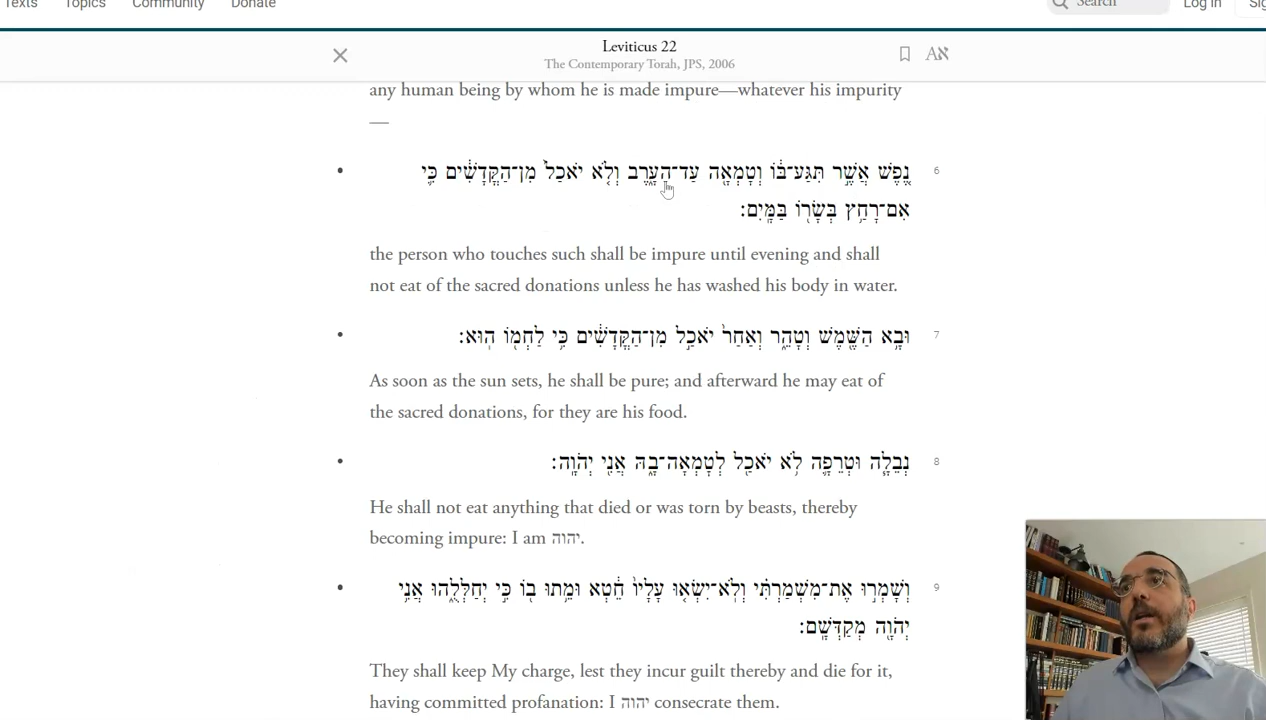 Texts Topics Community Donate Search Log in
Leviticus 22
The Contemporary Torah, JPS, 2006
any human being by whom he is made impure—whatever his impurity
—
נֶ֚פֶשׁ אֲשֶׁ֣ר תִּגַּע־בּ֔וֹ וְטָמְאָ֖ה עַד־הָעָ֑רֶב וְלֹ֤א יֹאכַל֙ מִן־הַקֳּדָשִׁ֔ים כִּ֛י 6
אִם־רָחַ֥ץ בְּשָׂר֖וֹ בַּמָּֽיִם׃
the person who touches such shall be impure until evening and shall
not eat of the sacred donations unless he has washed his body in water.
וּבָ֥א הַשֶּׁ֖מֶשׁ וְטָהֵ֑ר וְאַחַר֙ יֹאכַ֣ל מִן־הַקֳּדָשִׁ֔ים כִּ֥י לַחְמ֖וֹ הֽוּא׃ 7
As soon as the sun sets, he shall be pure; and afterward he may eat of
the sacred donations, for they are his food.
נְבֵלָ֧ה וּטְרֵפָ֛ה לֹ֥א יֹאכַ֖ל לְטׇמְאָה־בָ֑הּ אֲנִ֖י יְהֹוָֽה׃ 8
He shall not eat anything that died or was torn by beasts, thereby
becoming impure: I am יהוה.
וְשָׁמְר֣וּ אֶת־מִשְׁמַרְתִּ֗י וְלֹֽא־יִשְׂא֤וּ עָלָיו֙ חֵ֔טְא וּמֵ֥תוּ ב֖וֹ כִּ֣י יְחַלְּלֻ֑הוּ אֲנִ֥י 9
יְהֹוָ֖ה מְקַדְּשָֽׁם׃
They shall keep My charge, lest they incur guilt thereby and die for it,
having committed profanation: I יהוה consecrate them.